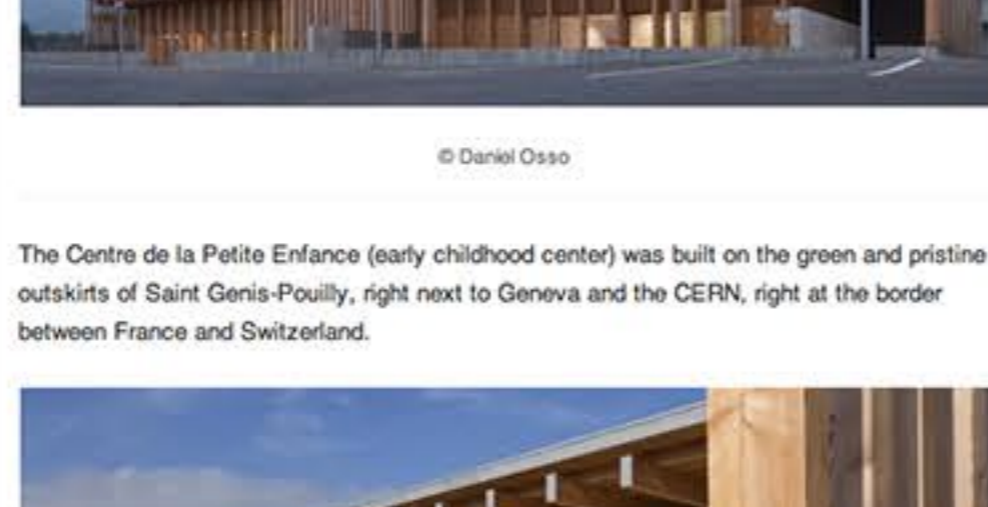 © Daniel Osso
The Centre de la Petite Enfance (early childhood center) was built on the green and pristine
outskirts of Saint Genis-Pouilly, right next to Geneva and the CERN, right at the border
between France and Switzerland.